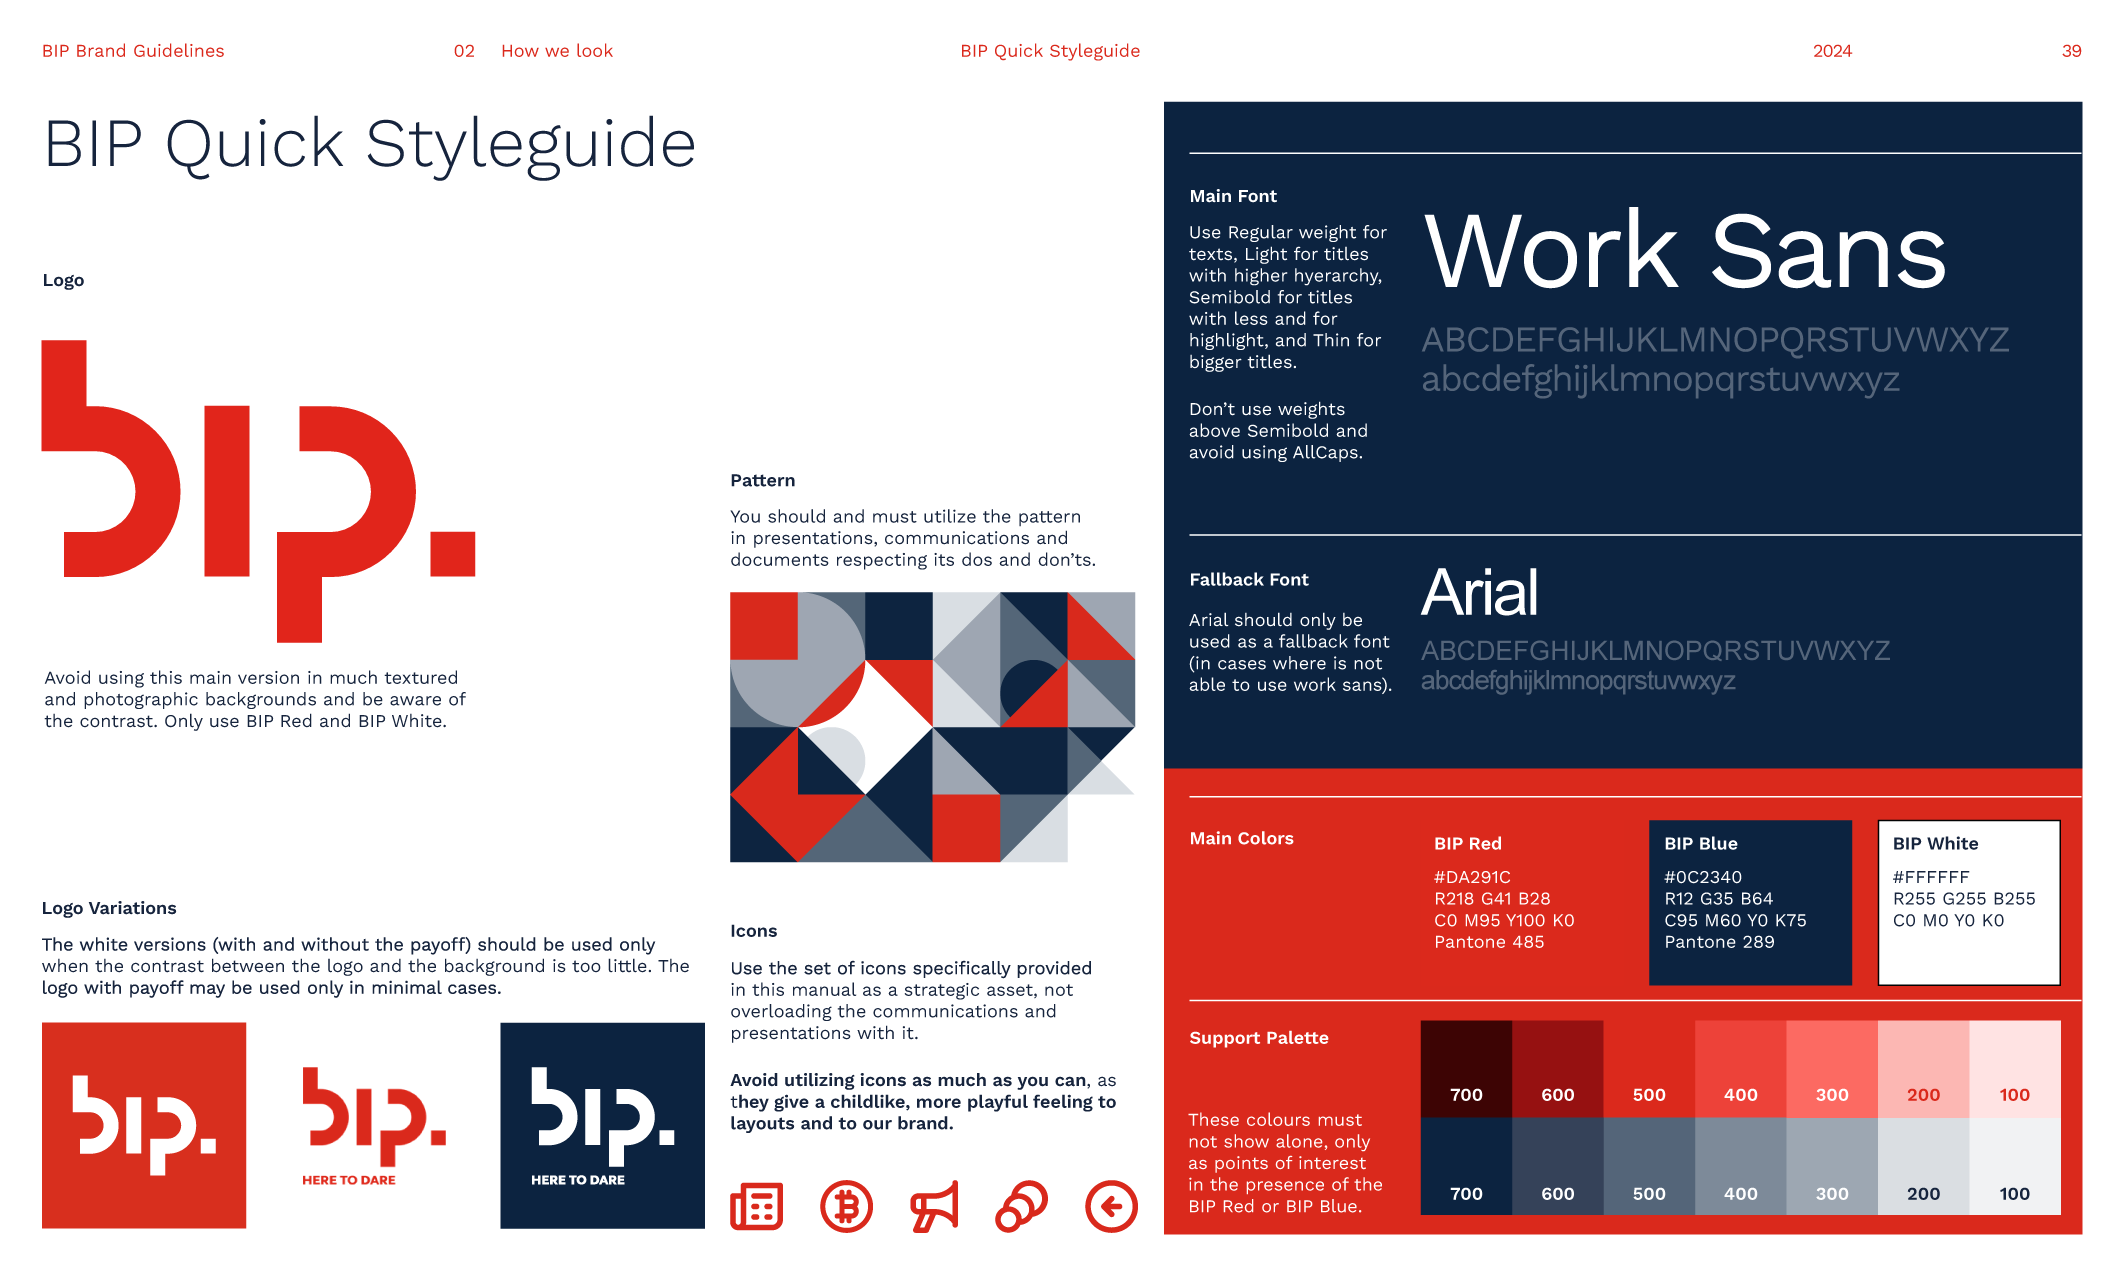 BIP Brand Guidelines
02 How we look
BIP Quick Styleguide
2024
39
BIP Quick Styleguide
Logo
bip.
Avoid using this main version in much textured
and photographic backgrounds and be aware of
the contrast. Only use BIP Red and BIP White.
Logo Variations
The white versions (with and without the payoff) should be used only
when the contrast between the logo and the background is too little. The
logo with payoff may be used only in minimal cases.
bip.
bip.
HERE TO DARE
bip.
HERE TO DARE
Pattern
You should and must utilize the pattern
in presentations, communications and
documents respecting its dos and don’ts.
Icons
Use the set of icons specifically provided
in this manual as a strategic asset, not
overloading the communications and
presentations with it.
Avoid utilizing icons as much as you can, as
they give a childlike, more playful feeling to
layouts and to our brand.
Main Font
Use Regular weight for
texts, Light for titles
with higher hyerarchy,
Semibold for titles
with less and for
highlight, and Thin for
bigger titles.
Don’t use weights
above Semibold and
avoid using AllCaps.
Work Sans
ABCDEFGHIJKLMNOPQRSTUVWXYZ
abcdefghijklmnopqrstuvwxyz
Fallback Font
Arial should only be
used as a fallback font
(in cases where is not
able to use work sans).
Arial
ABCDEFGHIJKLMNOPQRSTUVWXYZ
abcdefghijklmnopqrstuvwxyz
Main Colors
BIP Red
#DA291C
R218 G41 B28
C0 M95 Y100 K0
Pantone 485
BIP Blue
#0C2340
R12 G35 B64
C95 M60 Y0 K75
Pantone 289
BIP White
#FFFFFF
R255 G255 B255
C0 M0 Y0 K0
Support Palette
These colours must
not show alone, only
as points of interest
in the presence of the
BIP Red or BIP Blue.
700 600 500 400 300 200 100
700 600 500 400 300 200 100